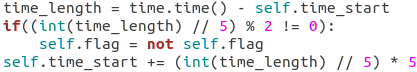 time_length = time.time() - self.time_start
if((int(time_length) // 5) % 2 != 0):
    self.flag = not self.flag
self.time_start += (int(time_length) // 5) * 5